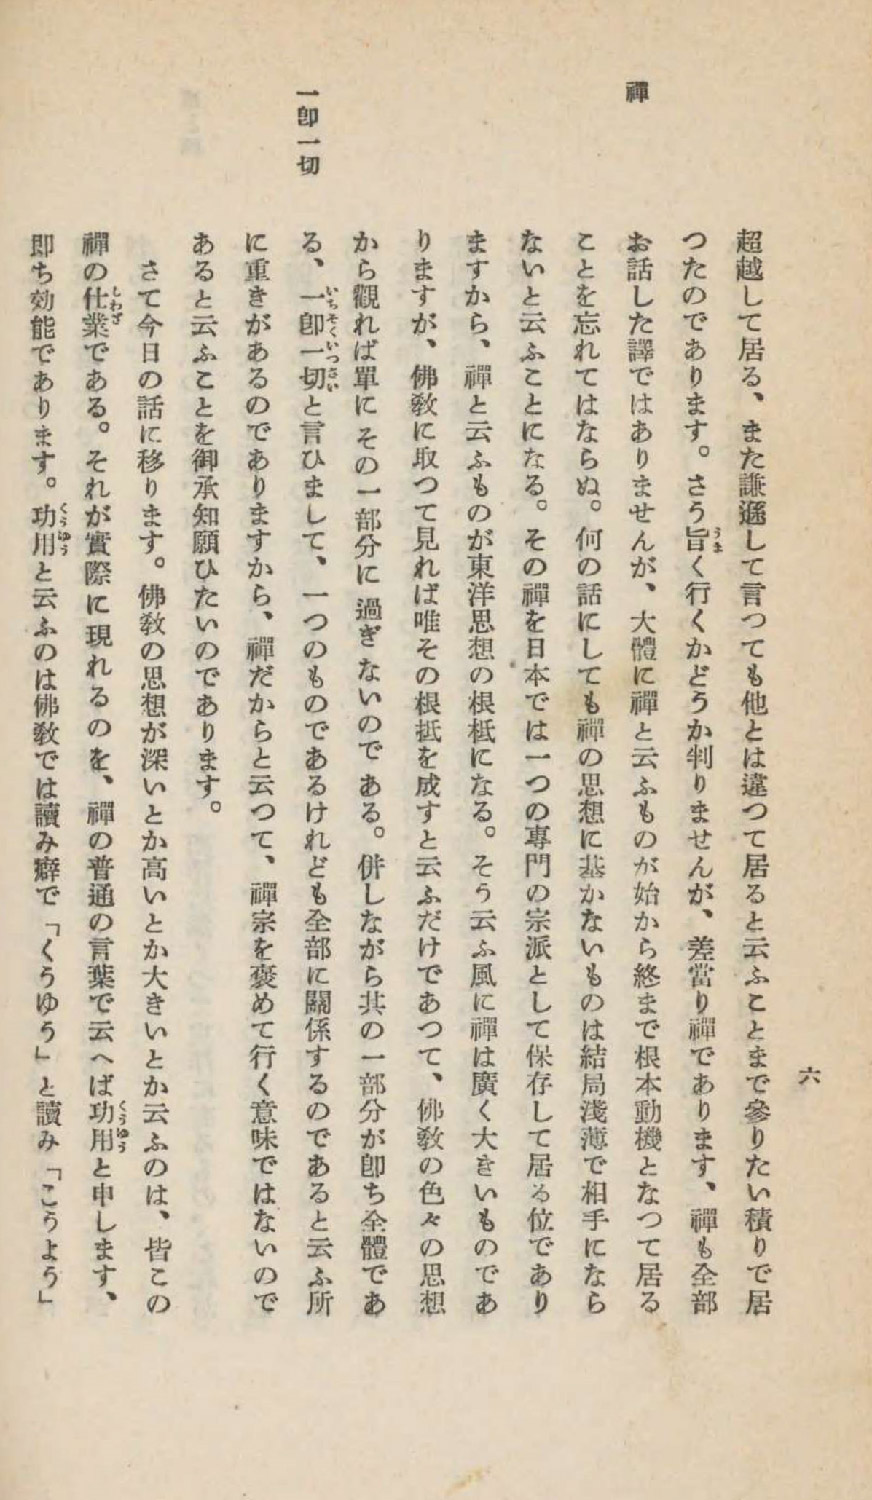 六
禪
一卽一切
超越して居る、また謙遜して言つても他とは違つて居ると云ふことまで參りたい積りで居
つたのであります。さう旨く行くかどうか判りませんが、差當り禪であります、禪も全部
お話した譯ではありませんが、大體に禪と云ふものが始から終まで根本動機となつて居る
ことを忘れてはならぬ。何の話にしても禪の思想に基かないものは結局淺薄で相手になら
ないと云ふことになる。その禪を日本では一つの專門の宗派として保存して居る位であり
ますから、禪と云ふものが東洋思想の根柢になる。そう云ふ風に禪は廣く大きいものであ
りますが、佛敎に取つて見れば唯その根柢を成すと云ふだけであつて、佛敎の色々の思想
から觀れば單にその一部分に過ぎないのである。併しながら其の一部分が卽ち全體であ
る、一卽一切と言ひまして、一つのものであるけれども全部に關係するのであると云ふ所
に重きがあるのでありますから、禪だからと云つて、禪宗を褒めて行く意味ではないので
あると云ふことを御承知願ひたいのであります。
さて今日の話に移ります。佛敎の思想が深いとか高いとか大きいとか云ふのは、皆この
禪の仕業である。それが實際に現れるのを、禪の普通の言葉で云へば功用と申します、
卽ち効能であります。功用と云ふのは佛敎では讀み癖で「くうゆう」と讀み「こうよう」